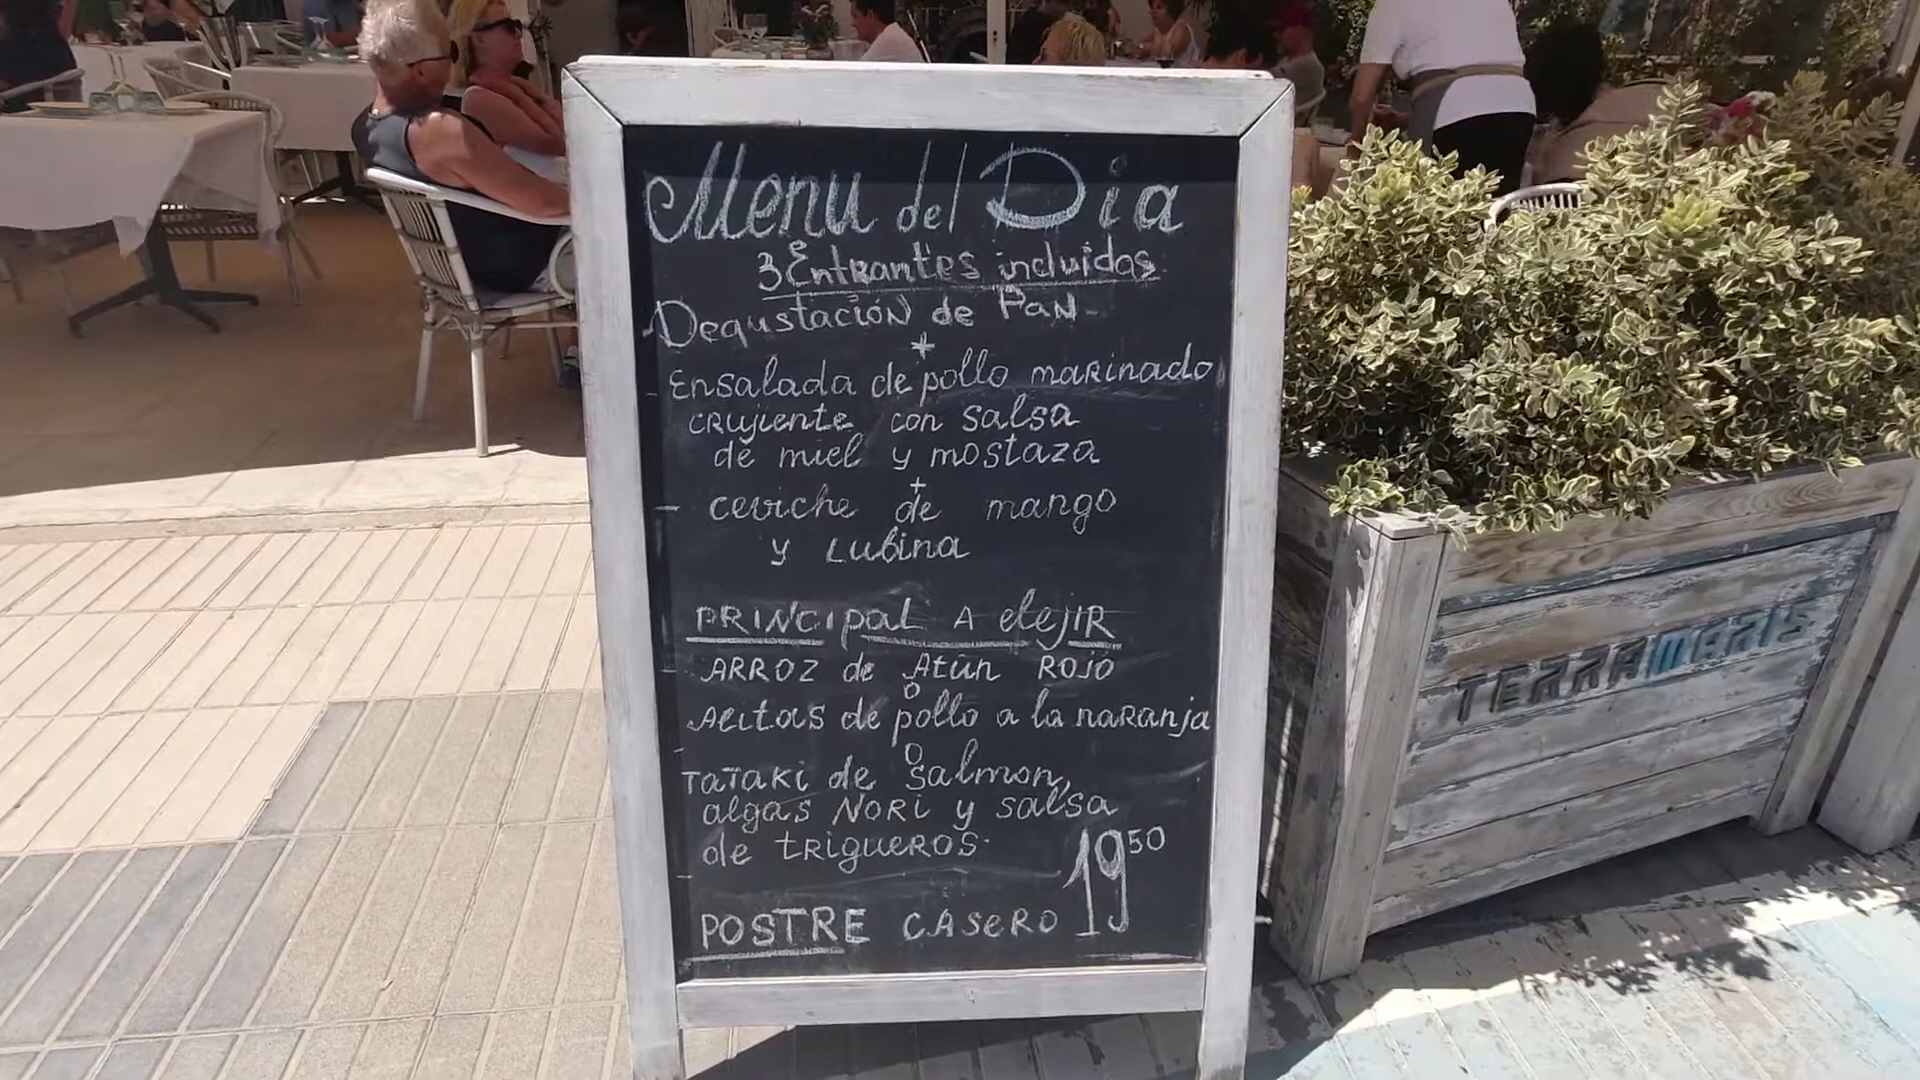 Menu del Dia
3 Entrantes incluidos
Degustación de Pan
+
- Ensalada de pollo marinado
crujiente con salsa
de miel y mostaza
+
- ceviche de mango
y Lubina
PRINCIPAL A elejIR
- ARROZ de Atún ROJO
o
Alitas de pollo a la naranja
o
- TATAKI de Salmon,
algas NORI y salsa
de TRIGUEROS.
19 50
- POSTRE CASERO
TERRAMARIS